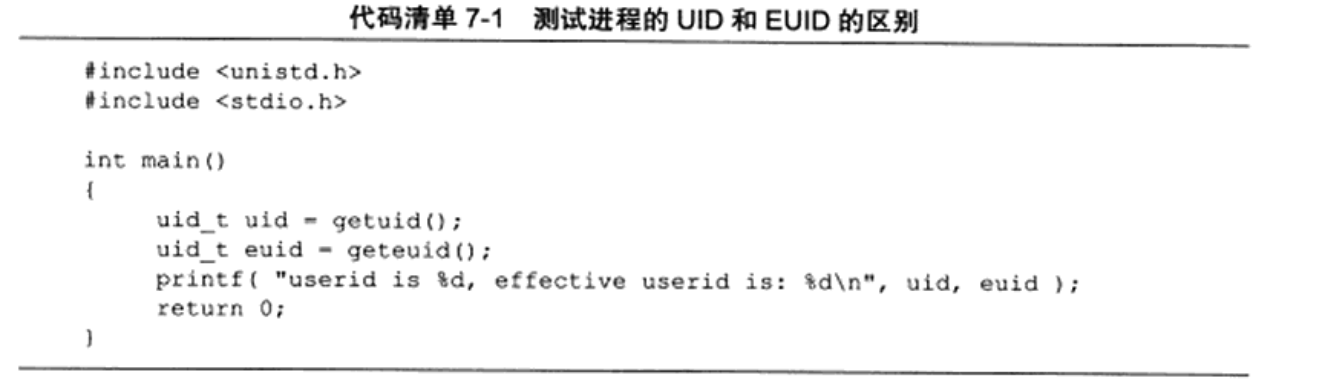 代码清单 7-1 测试进程的 UID 和 EUID 的区别
#include <unistd.h>
#include <stdio.h>
int main()
{
uid_t uid = getuid();
uid_t euid = geteuid();
printf( "userid is %d, effective userid is: %d\n", uid, euid );
return 0;
}